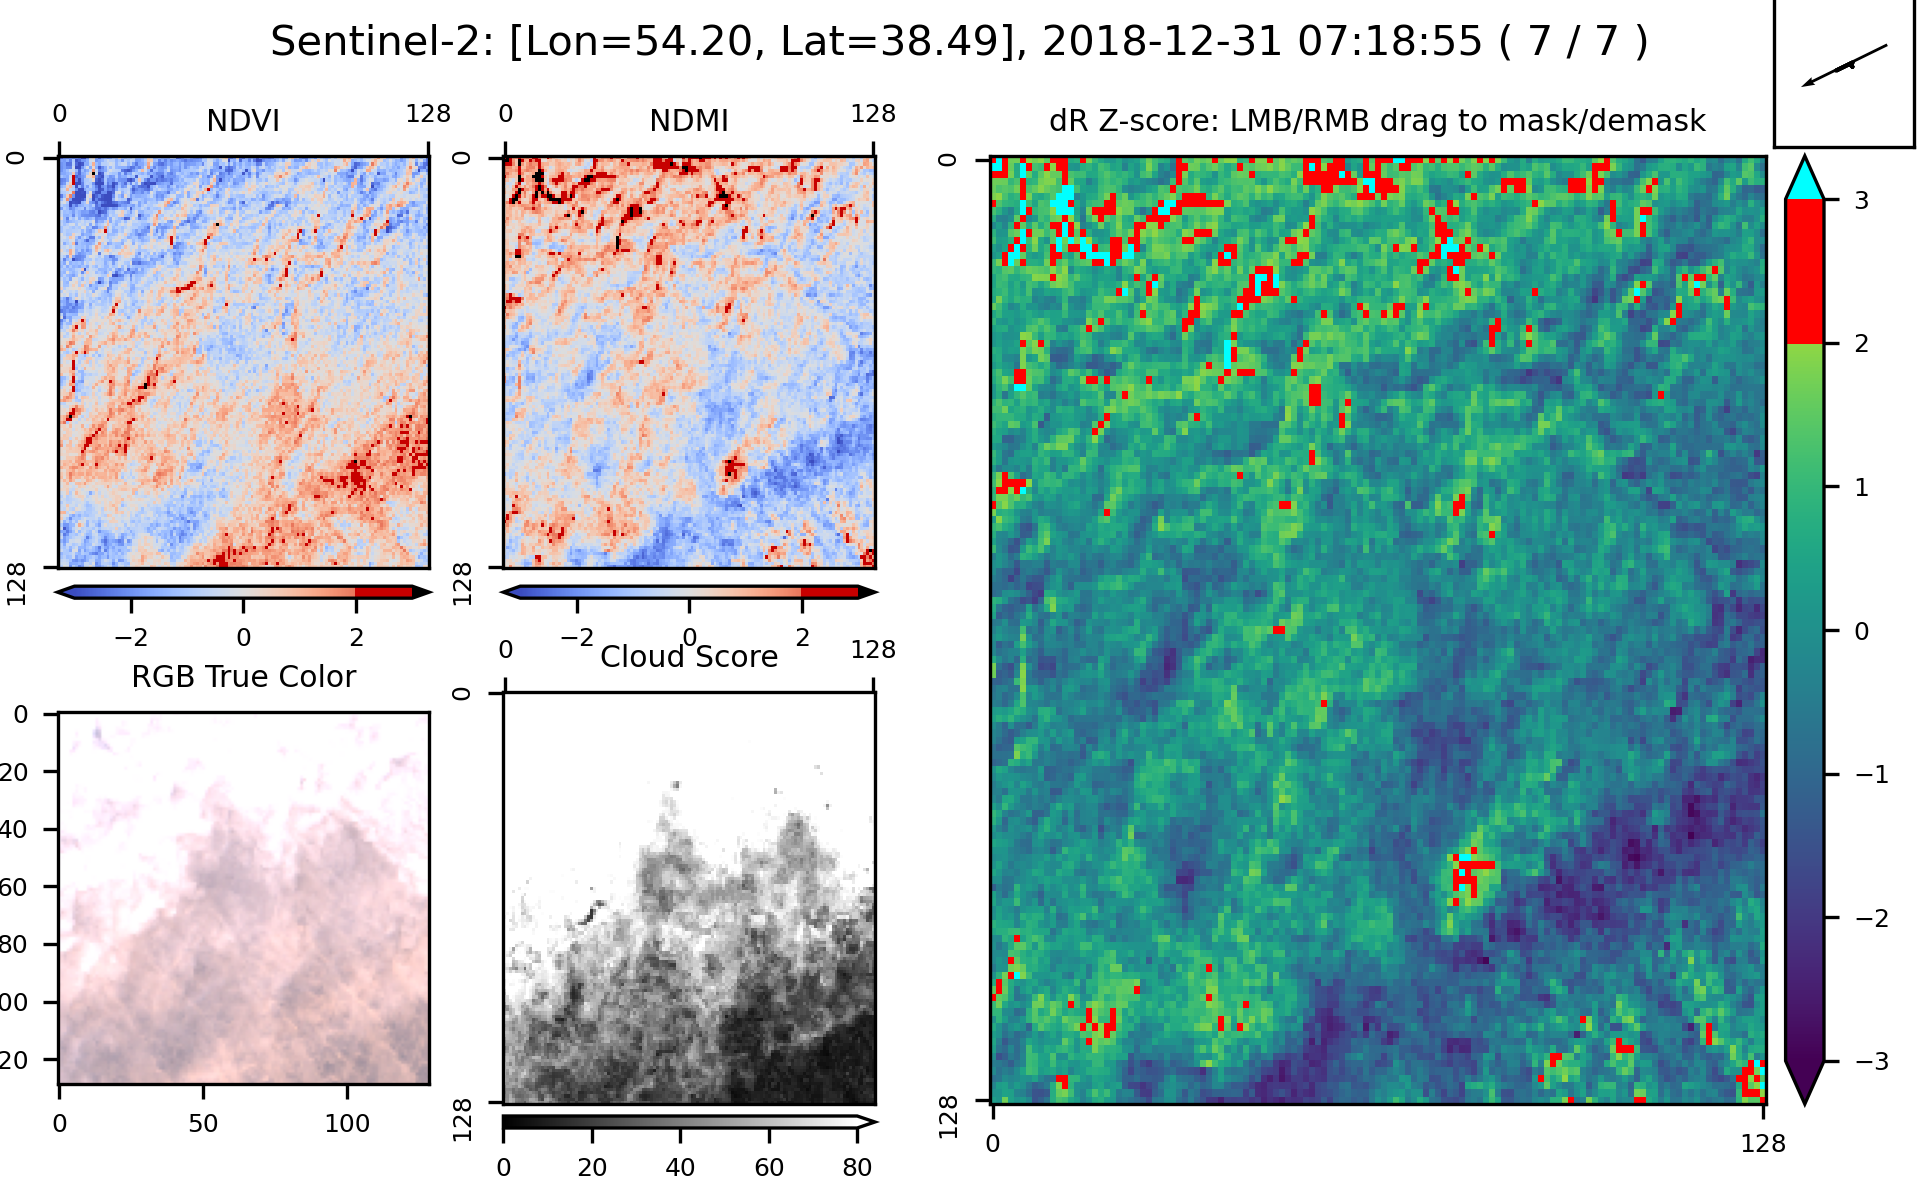 Sentinel-2: [Lon=54.20, Lat=38.49], 2018-12-31 07:18:55 ( 7 / 7 )
0 NDVI 128
0
128
−2 0 2
0 NDMI 128
0
128
−2 0 2
RGB True Color
0
20
40
60
80
00
20
0 50 100
0 Cloud Score 128
0
128
0 20 40 60 80
dR Z-score: LMB/RMB drag to mask/demask
0
128
0 128
3
2
1
0
−1
−2
−3